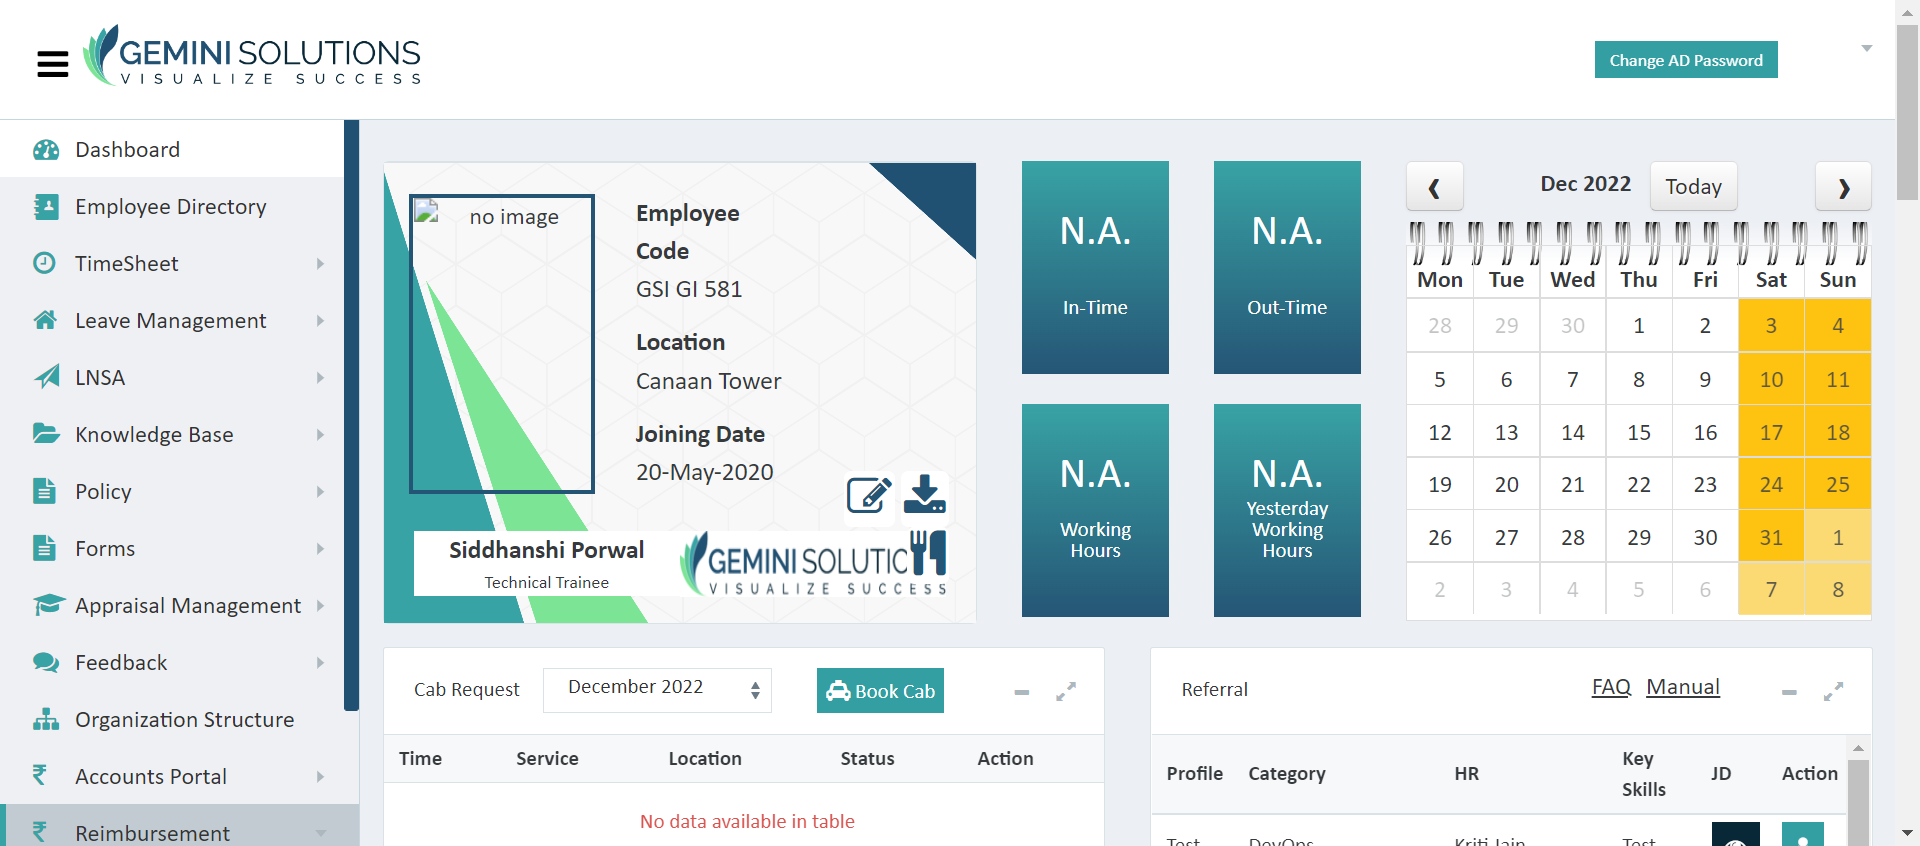 GEMINI SOLUTIONS
VISUALIZE SUCCESS
Change AD Password
Dashboard
Employee Directory
TimeSheet
Leave Management
LNSA
Knowledge Base
Policy
Forms
Appraisal Management
Feedback
Organization Structure
Accounts Portal
Reimbursement
no image
Employee
Code
GSI GI 581
Location
Canaan Tower
Joining Date
20-May-2020
Siddhanshi Porwal
Technical Trainee
GEMINI SOLUTIC
VISUALIZE SUCCESS
N.A.
In-Time
N.A.
Out-Time
N.A.
Working
Hours
N.A.
Yesterday
Working
Hours
Dec 2022 Today
Mon Tue Wed Thu Fri Sat Sun
28 29 30 1 2 3 4
5 6 7 8 9 10 11
12 13 14 15 16 17 18
19 20 21 22 23 24 25
26 27 28 29 30 31 1
2 3 4 5 6 7 8
Cab Request December 2022 Book Cab
Time Service Location Status Action
No data available in table
Referral FAQ Manual
Profile Category HR Key Skills JD Action
Test DevOps Kriti Jain Test